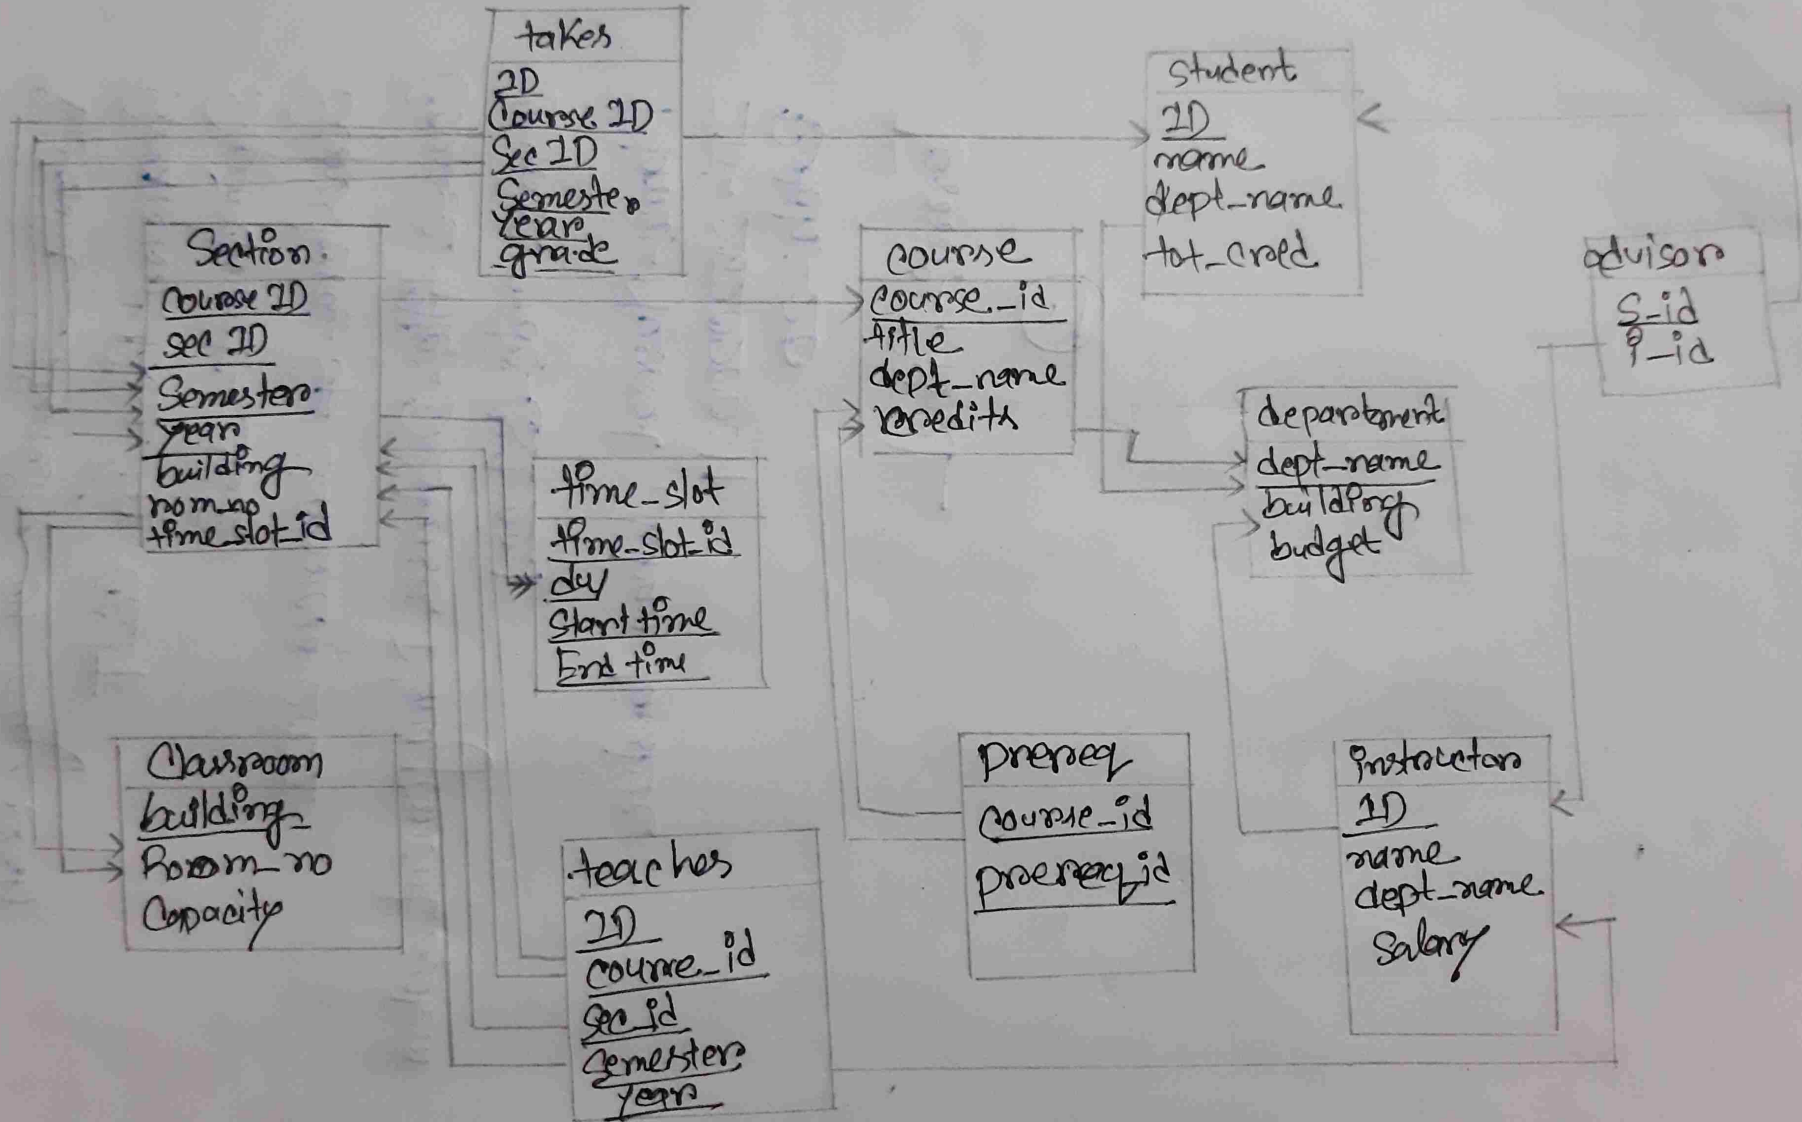 takes
ID
Course ID
Sec ID
Semester
Year
grade
student
ID
name
dept_name
tot_cred
Section
course ID
sec ID
Semester
year
building
room_no
time_slot_id
course
course_id
title
dept_name
credits
advisor
S_id
i_id
department
dept_name
building
budget
time_slot
time_slot_id
day
Start time
End time
Classroom
building
Room_no
Capacity
teaches
ID
course_id
sec_id
semester
year
prereq
course_id
prereq_id
instructor
ID
name
dept_name
Salary